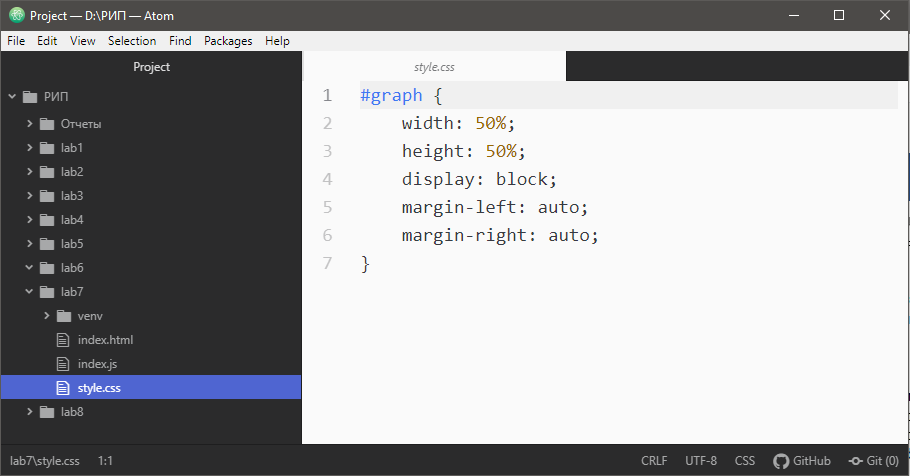 Project — D:\РИП — Atom
File Edit View Selection Find Packages Help
Project
РИП
Отчеты
lab1
lab2
lab3
lab4
lab5
lab6
lab7
venv
index.html
index.js
style.css
lab8
style.css
1 #graph {
2     width: 50%;
3     height: 50%;
4     display: block;
5     margin-left: auto;
6     margin-right: auto;
7 }
lab7\style.css 1:1 CRLF UTF-8 CSS GitHub Git (0)